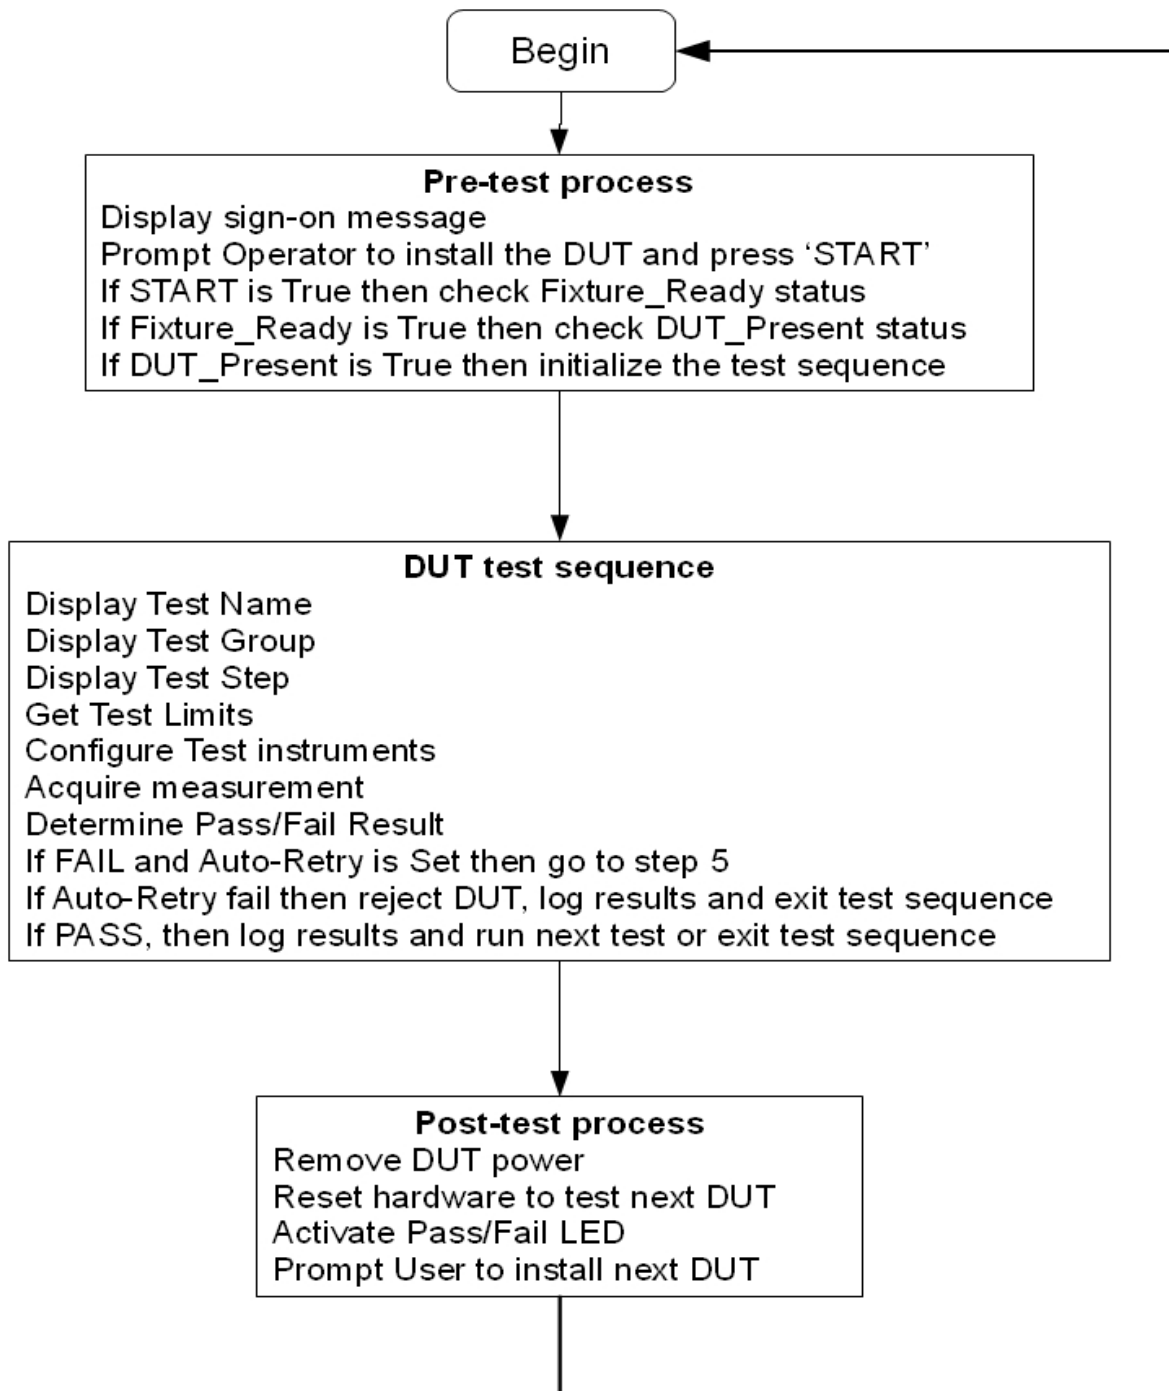 Begin
Pre-test process
Display sign-on message
Prompt Operator to install the DUT and press ‘START’
If START is True then check Fixture_Ready status
If Fixture_Ready is True then check DUT_Present status
If DUT_Present is True then initialize the test sequence
DUT test sequence
Display Test Name
Display Test Group
Display Test Step
Get Test Limits
Configure Test instruments
Acquire measurement
Determine Pass/Fail Result
If FAIL and Auto-Retry is Set then go to step 5
If Auto-Retry fail then reject DUT, log results and exit test sequence
If PASS, then log results and run next test or exit test sequence
Post-test process
Remove DUT power
Reset hardware to test next DUT
Activate Pass/Fail LED
Prompt User to install next DUT